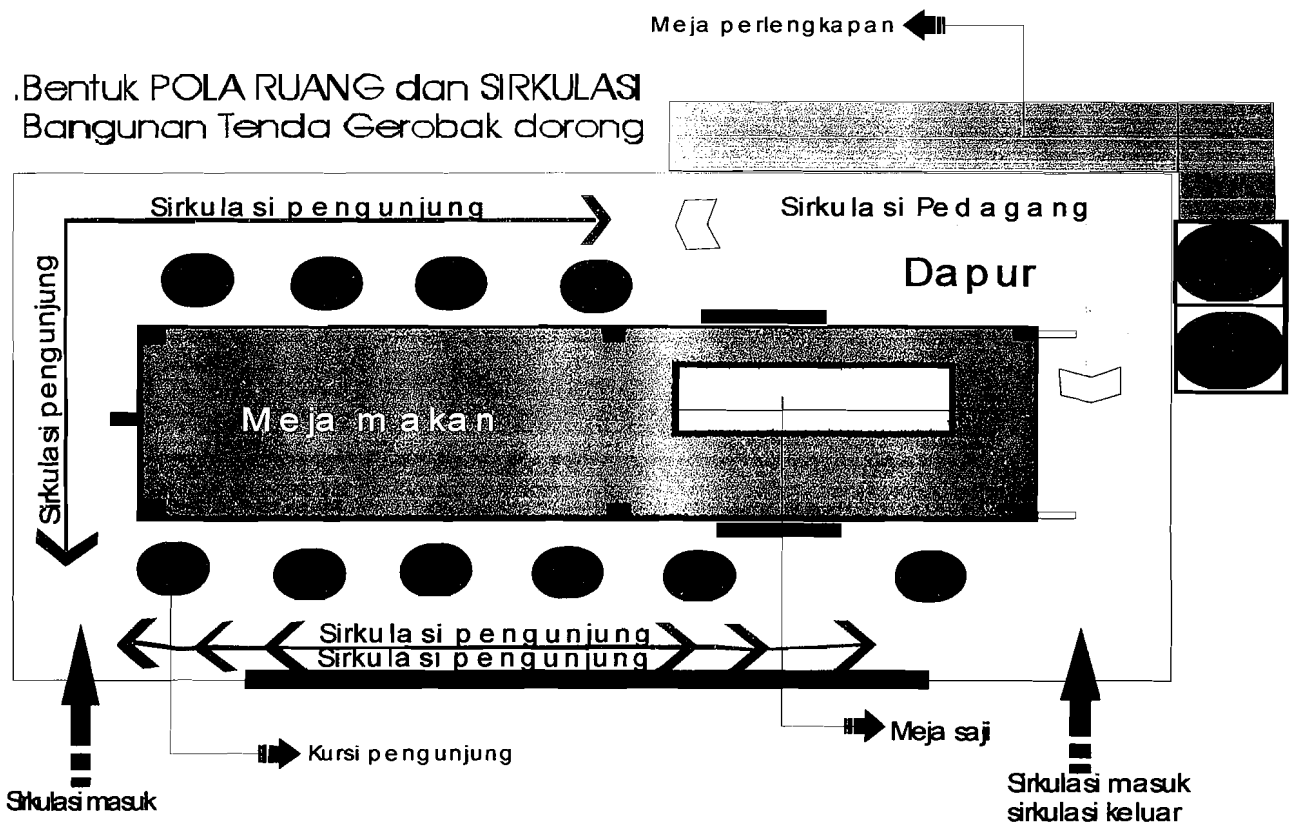 Meja perlengkapan
.Bentuk POLA RUANG dan SIRKULASI
Bangunan Tenda Gerobak dorong
Sirkulasi pengunjung
Sirkulasi Pedagang
Dapur
Sirkulasi pengunjung
Meja makan
Sirkulasi pengunjung
Sirkulasi pengunjung
Meja saji
Kursi pengunjung
Sirkulasi masuk
Sirkulasi masuk
sirkulasi keluar